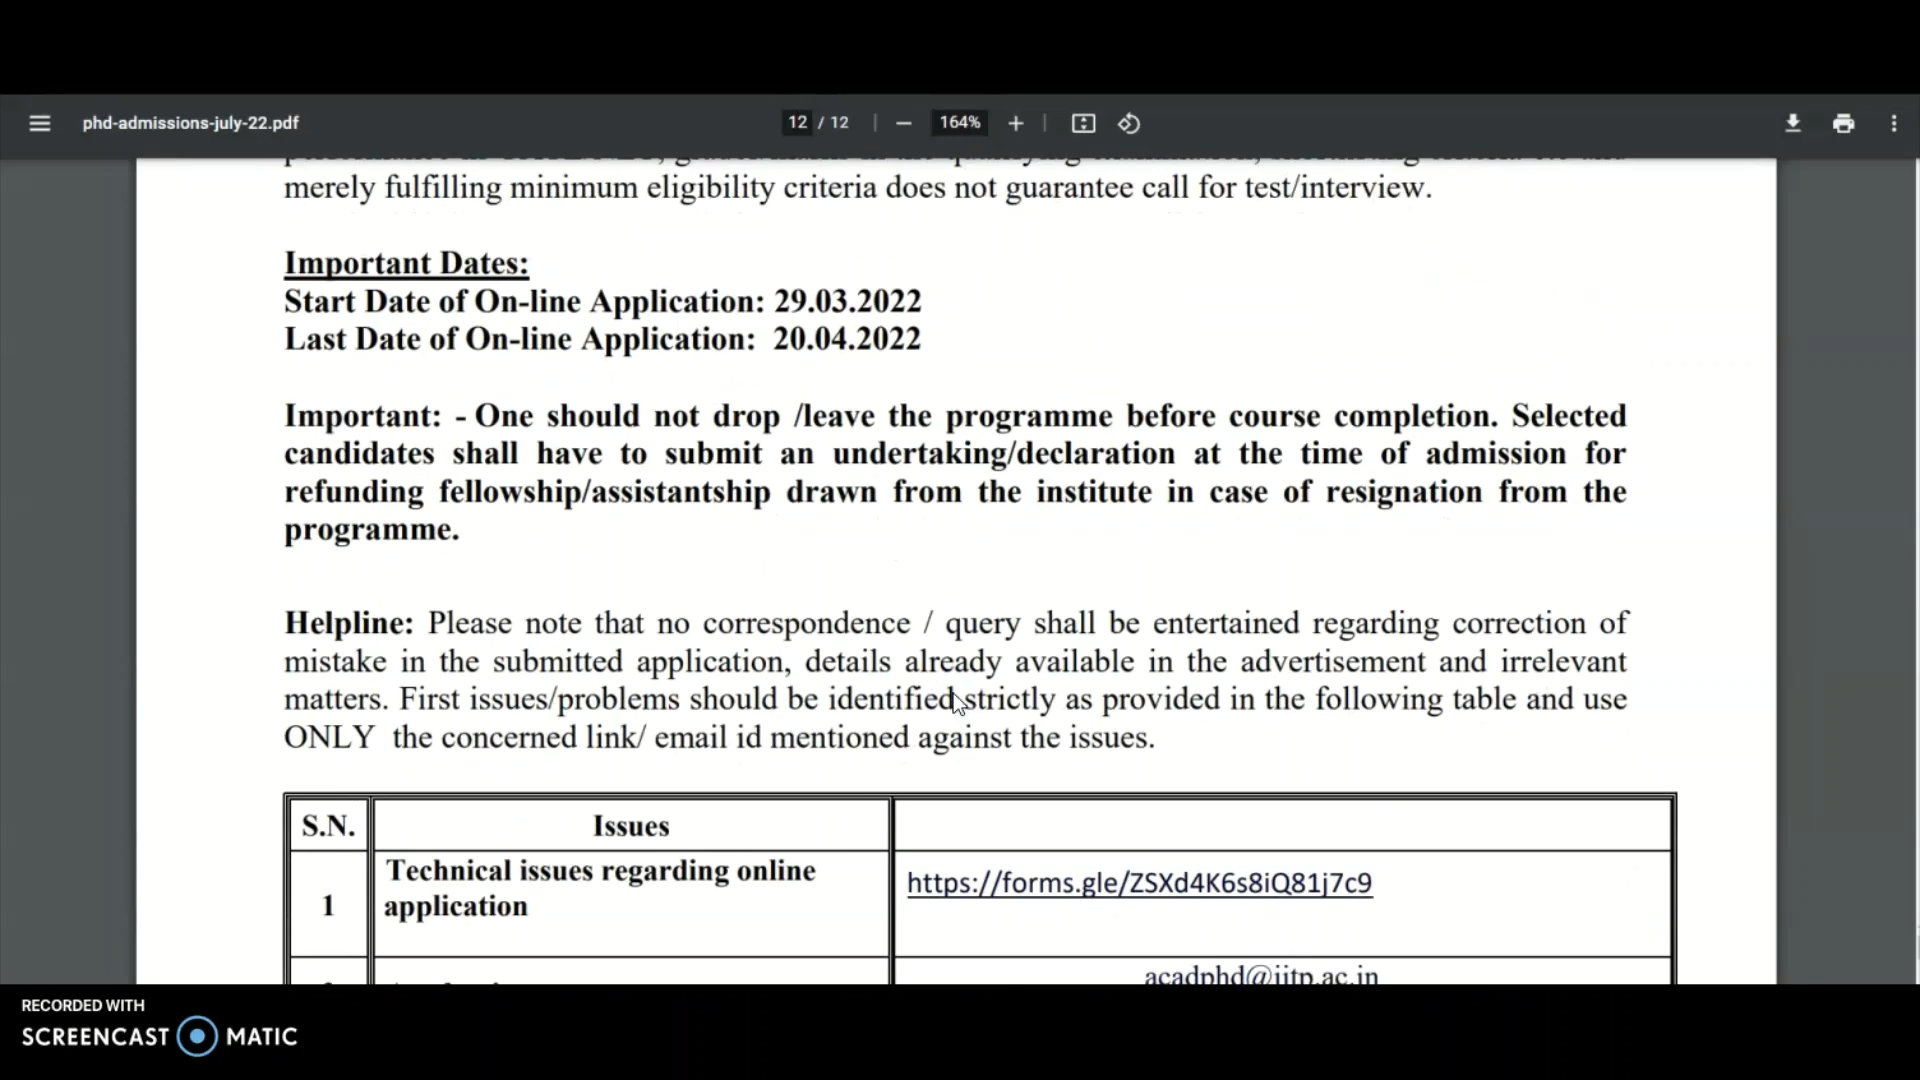 phd-admissions-july-22.pdf
12 / 12
164%
merely fulfilling minimum eligibility criteria does not guarantee call for test/interview.
Important Dates:
Start Date of On-line Application: 29.03.2022
Last Date of On-line Application: 20.04.2022
Important: - One should not drop /leave the programme before course completion. Selected
candidates shall have to submit an undertaking/declaration at the time of admission for
refunding fellowship/assistantship drawn from the institute in case of resignation from the
programme.
Helpline: Please note that no correspondence / query shall be entertained regarding correction of
mistake in the submitted application, details already available in the advertisement and irrelevant
matters. First issues/problems should be identified strictly as provided in the following table and use
ONLY the concerned link/ email id mentioned against the issues.
S.N. Issues
Technical issues regarding online
1 application
https://forms.gle/ZSXd4K6s8iQ81j7c9
acadphd@iitp.ac.in
RECORDED WITH
SCREENCAST MATIC